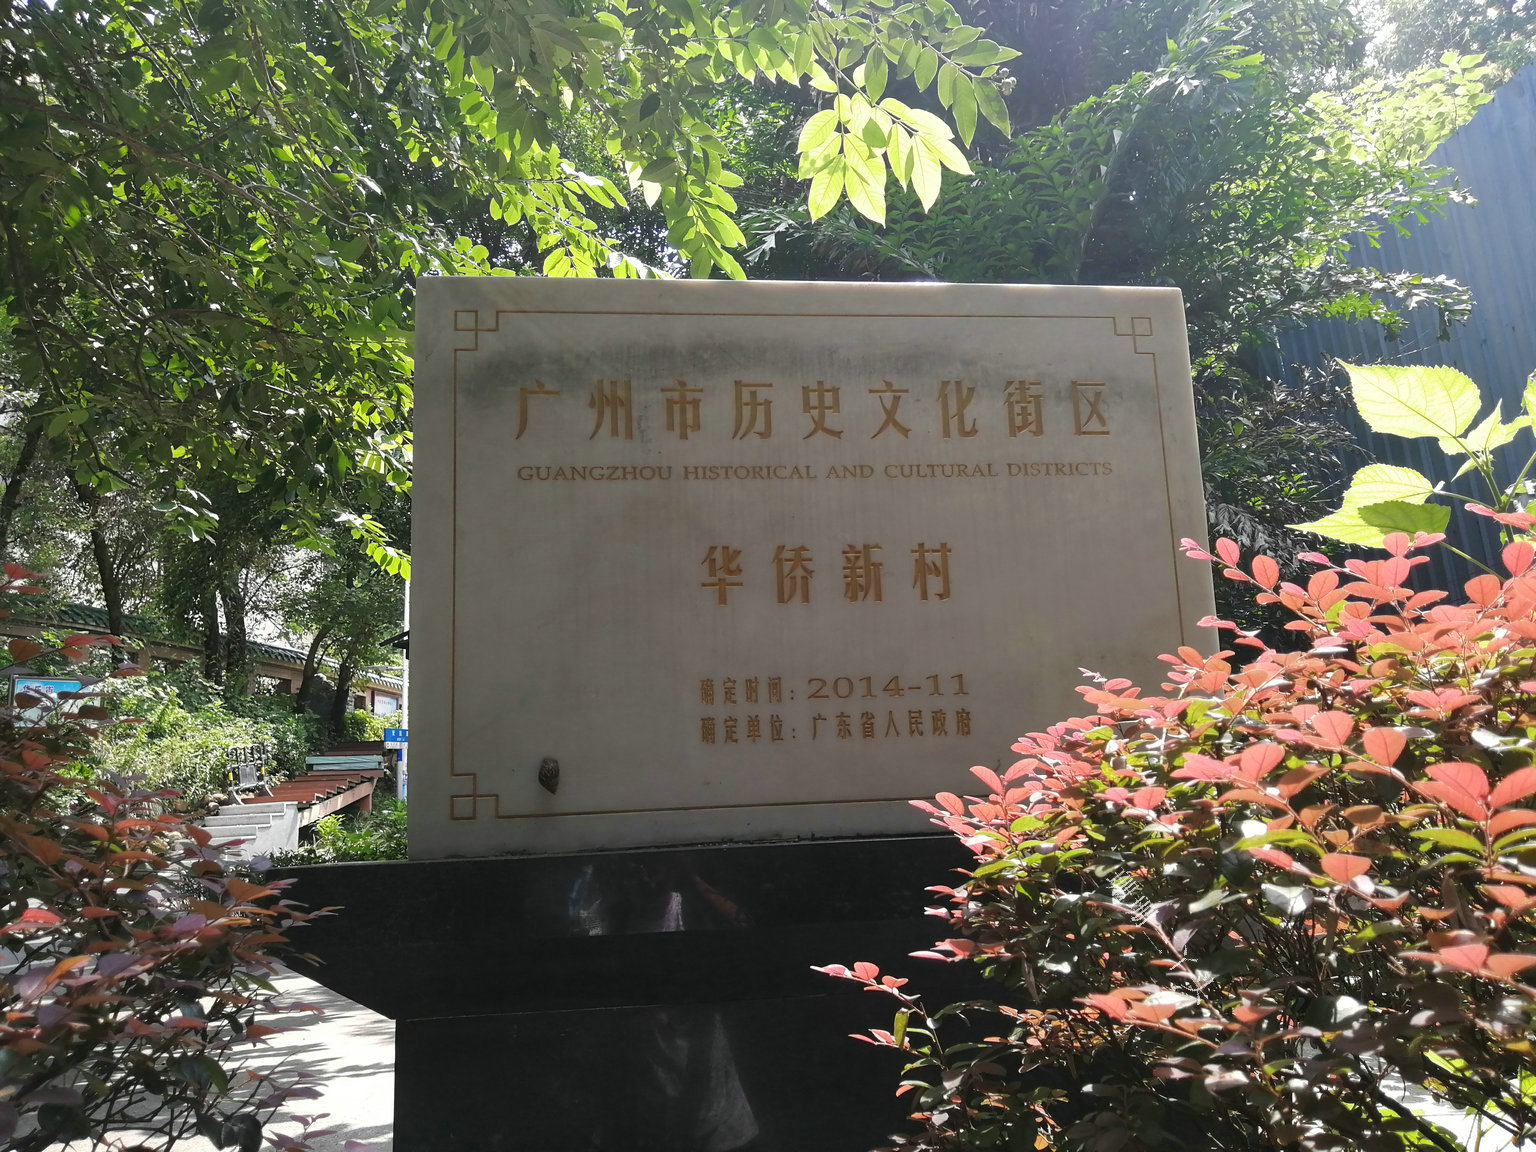 广州市历史文化街区
GUANGZHOU HISTORICAL AND CULTURAL DISTRICTS
华侨新村
确定时间：2014-11
确定单位：广东省人民政府